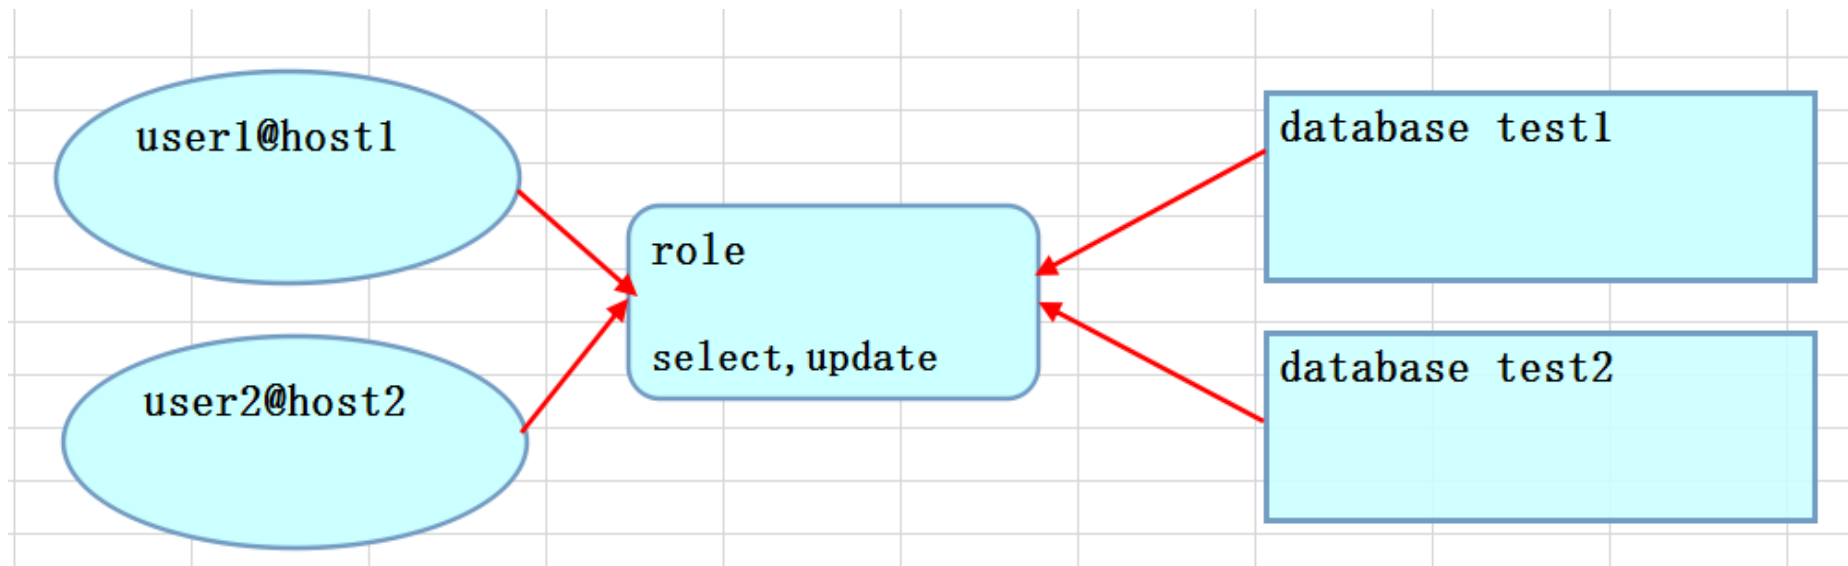 user1@host1
user2@host2
role
select,update
database test1
database test2